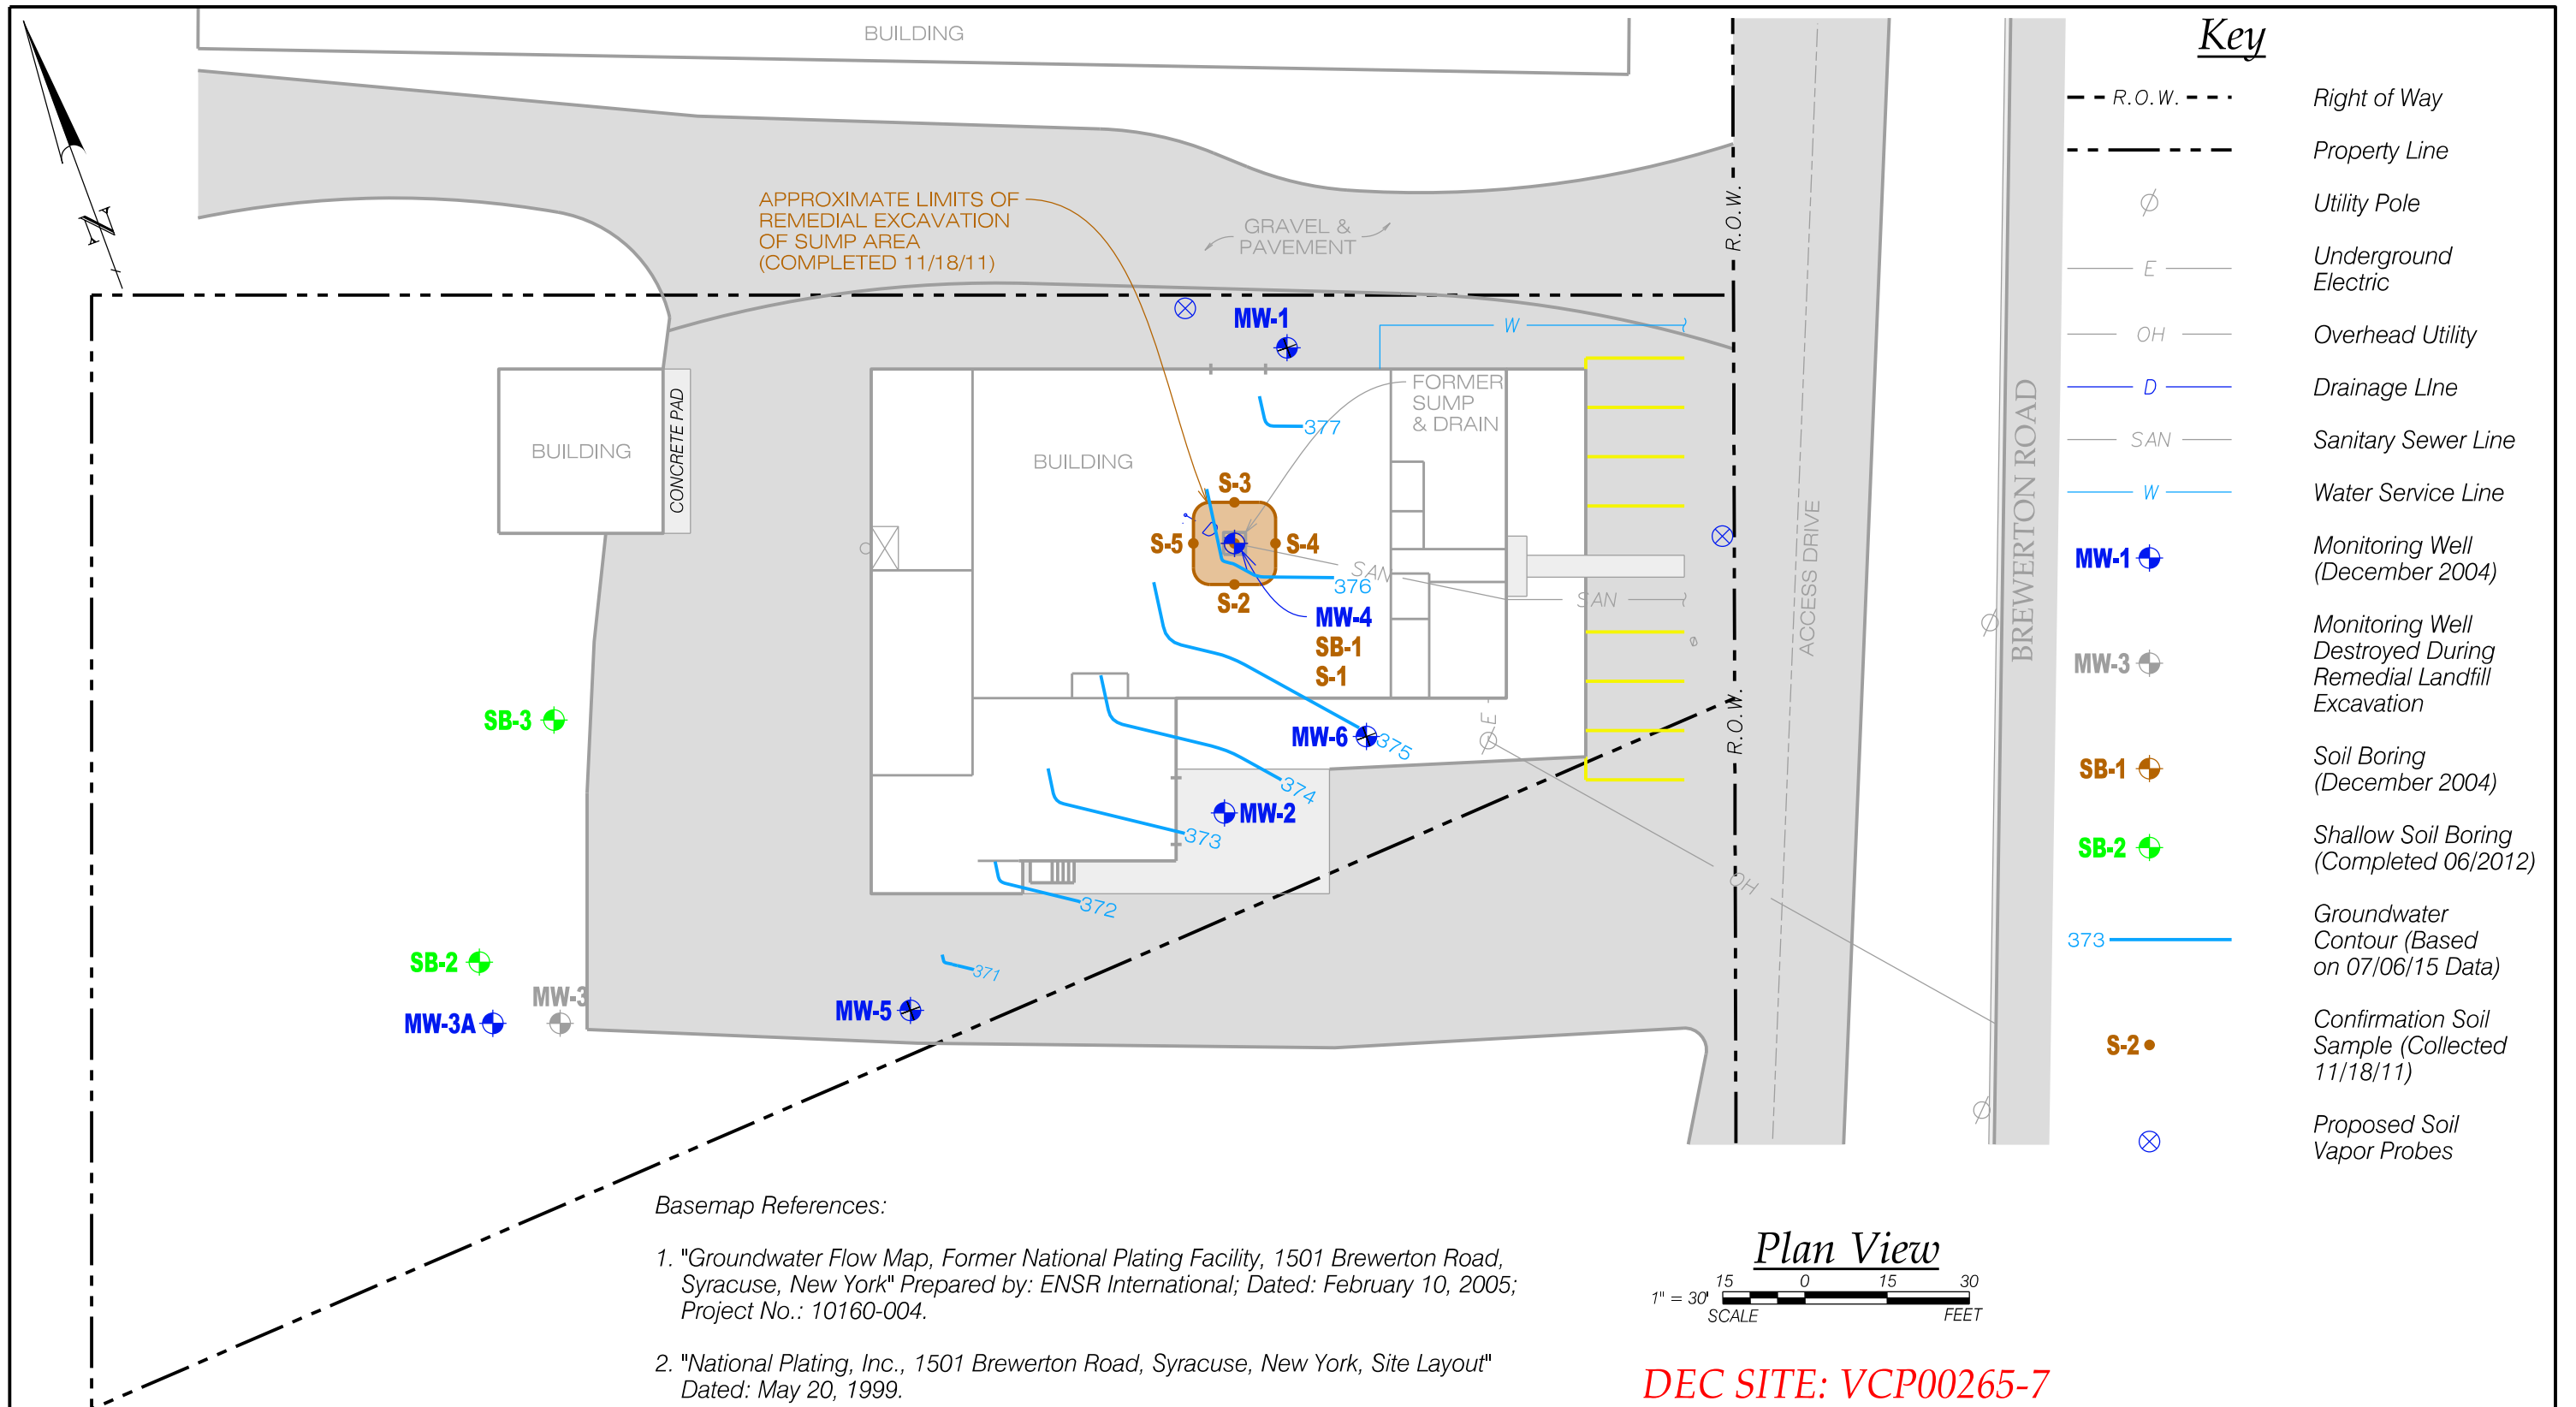 BUILDING
Key
R.O.W.
Right of Way
Property Line
Utility Pole
E
Underground
Electric
OH
Overhead Utility
D
Drainage LIne
SAN
Sanitary Sewer Line
W
Water Service Line
MW-1
Monitoring Well
(December 2004)
MW-3
Monitoring Well
Destroyed During
Remedial Landfill
Excavation
SB-1
Soil Boring
(December 2004)
SB-2
Shallow Soil Boring
(Completed 06/2012)
373
Groundwater
Contour (Based
on 07/06/15 Data)
S-2
Confirmation Soil
Sample (Collected
11/18/11)
Proposed Soil
Vapor Probes
N
APPROXIMATE LIMITS OF
REMEDIAL EXCAVATION
OF SUMP AREA
(COMPLETED 11/18/11)
GRAVEL &
PAVEMENT
R.O.W.
MW-1
W
FORMER
SUMP
& DRAIN
377
BUILDING
CONCRETE PAD
BUILDING
S-3
D
S-5
S-4
SAN
376
S-2
SAN
MW-4
SB-1
S-1
ACCESS DRIVE
BREWERTON ROAD
SB-3
E
R.O.W.
MW-6
375
374
MW-2
373
OH
372
SB-2
371
MW-3
MW-3A
MW-5
Basemap References:
1. "Groundwater Flow Map, Former National Plating Facility, 1501 Brewerton Road,
Syracuse, New York" Prepared by: ENSR International; Dated: February 10, 2005;
Project No.: 10160-004.
2. "National Plating, Inc., 1501 Brewerton Road, Syracuse, New York, Site Layout"
Dated: May 20, 1999.
Plan View
15 0 15 30
1" = 30'
SCALE FEET
DEC SITE: VCP00265-7